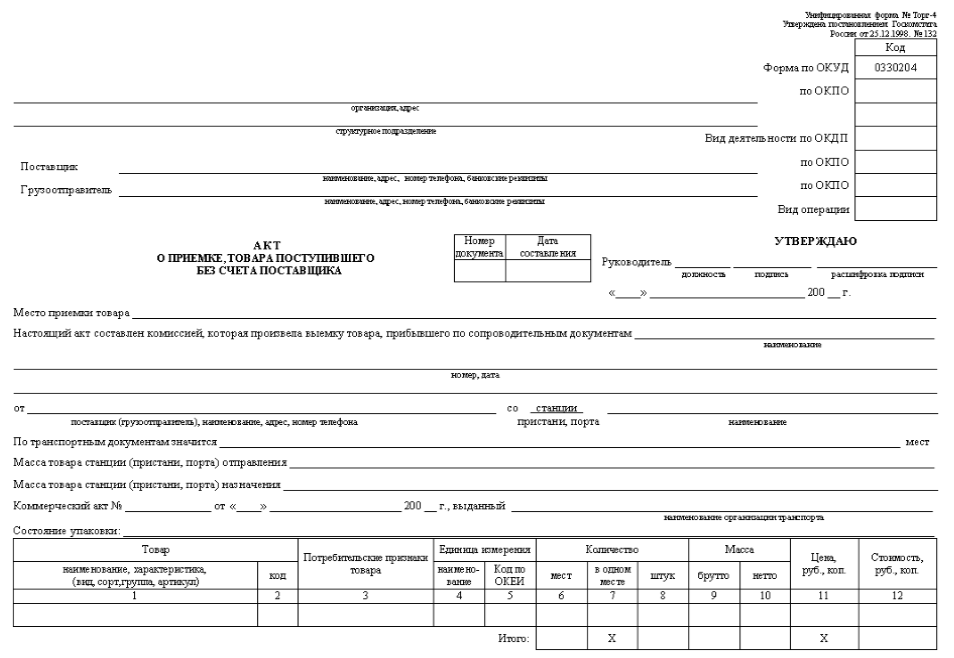 Унифицированная форма № Торг-4
Утверждена постановлением Госкомстата
России от 25.12.1998. № 132
Код
Форма по ОКУД 0330204
по ОКПО
организация, адрес
структурное подразделение
Вид деятельности по ОКДП
Поставщик по ОКПО
наименование, адрес, номер телефона, банковские реквизиты
Грузоотправитель по ОКПО
наименование, адрес, номер телефона, банковские реквизиты
Вид операции
АКТ
О ПРИЕМКЕ, ТОВАРА ПОСТУПИВШЕГО
БЕЗ СЧЕТА ПОСТАВЩИКА
Номер документа Дата составления
УТВЕРЖДАЮ
Руководитель
должность подпись расшифровка подписи
«____» ____ 200 __ г.
Место приемки товара
Настоящий акт составлен комиссией, которая произвела выемку товара, прибывшего по сопроводительным документам
наименование
номер, дата
от со станции
поставщик (грузоотправитель), наименование, адрес, номер телефона пристани, порта наименование
По транспортным документам значится мест
Масса товара станции (пристани, порта) отправления
Масса товара станции (пристани, порта) назначения
Коммерческий акт № ____ от «____» ____ 200 __ г., выданный
наименование организации транспорта
Состояние упаковки:
Товар Потребительские признаки товара Единица измерения Количество Масса Цена, руб., коп. Стоимость, руб., коп.
наименование, характеристика, (вид, сорт,группа, артикул) код наимено-вание Код по ОКЕИ мест в одном месте штук брутто нетто
1 2 3 4 5 6 7 8 9 10 11 12
Итого: X X